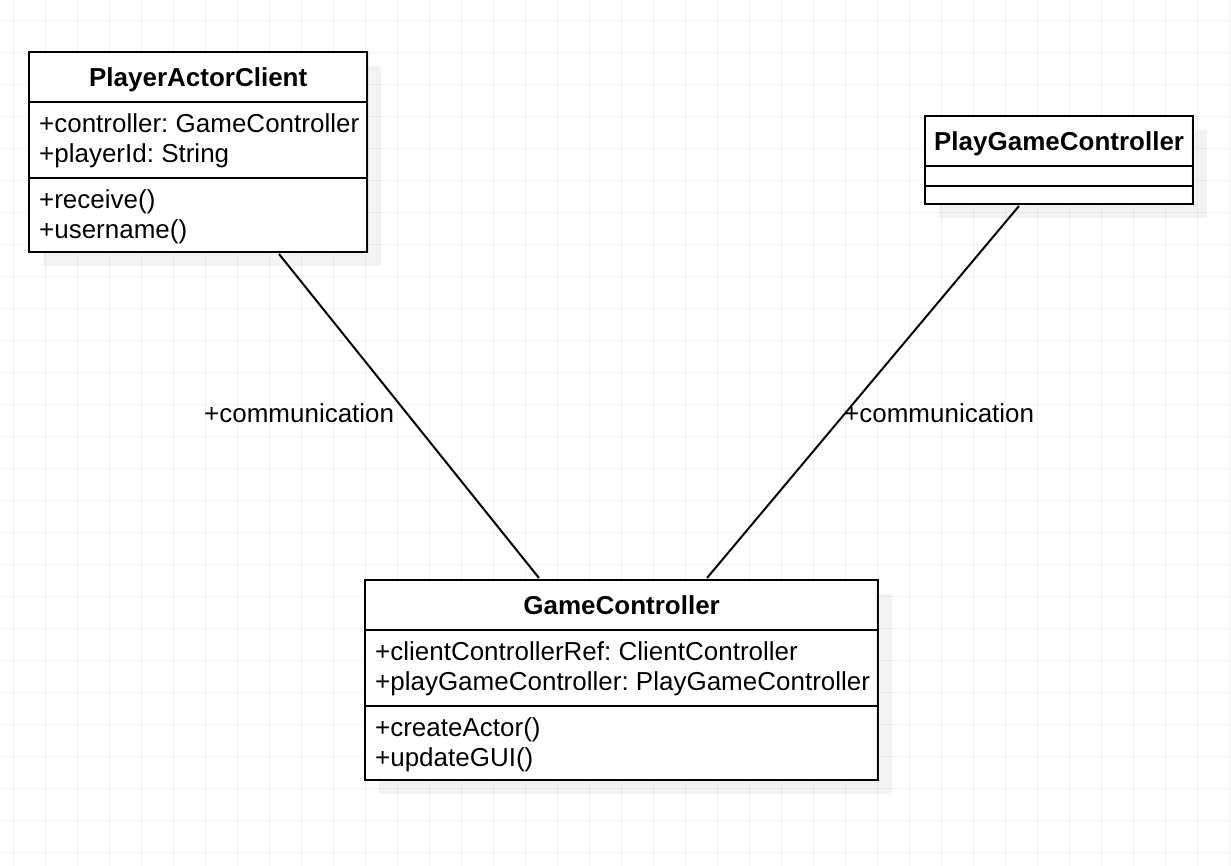 PlayerActorClient
+controller: GameController
+playerId: String
+receive()
+username()
PlayGameController
+communication
+communication
GameController
+clientControllerRef: ClientController
+playGameController: PlayGameController
+createActor()
+updateGUI()